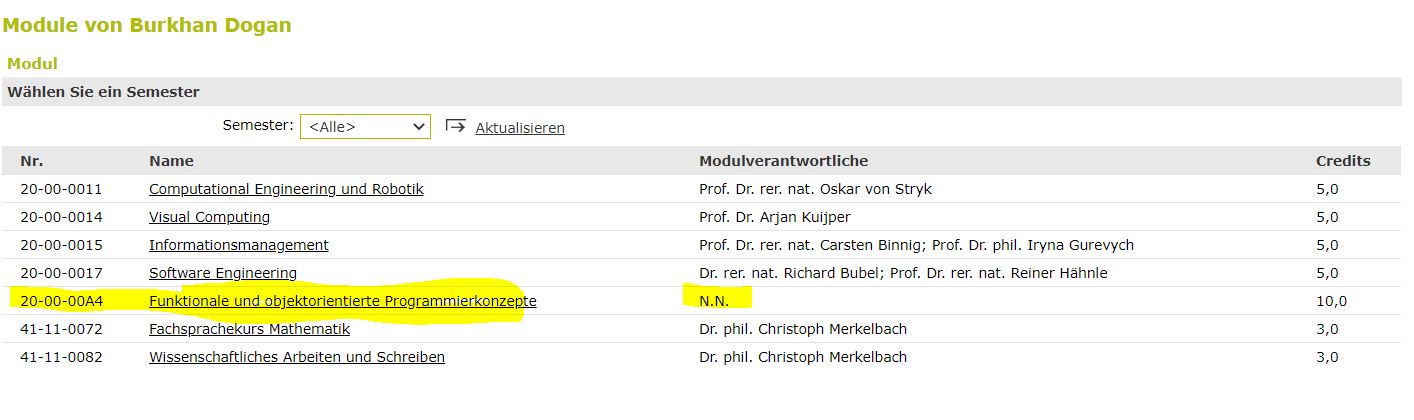 Module von Burkhan Dogan
Modul
Wählen Sie ein Semester
Semester: <Alle> Aktualisieren
Nr. Name Modulverantwortliche Credits
20-00-0011 Computational Engineering und Robotik Prof. Dr. rer. nat. Oskar von Stryk 5,0
20-00-0014 Visual Computing Prof. Dr. Arjan Kuijper 5,0
20-00-0015 Informationsmanagement Prof. Dr. rer. nat. Carsten Binnig; Prof. Dr. phil. Iryna Gurevych 5,0
20-00-0017 Software Engineering Dr. rer. nat. Richard Bubel; Prof. Dr. rer. nat. Reiner Hähnle 5,0
20-00-00A4 Funktionale und objektorientierte Programmierkonzepte N.N. 10,0
41-11-0072 Fachsprachekurs Mathematik Dr. phil. Christoph Merkelbach 3,0
41-11-0082 Wissenschaftliches Arbeiten und Schreiben Dr. phil. Christoph Merkelbach 3,0